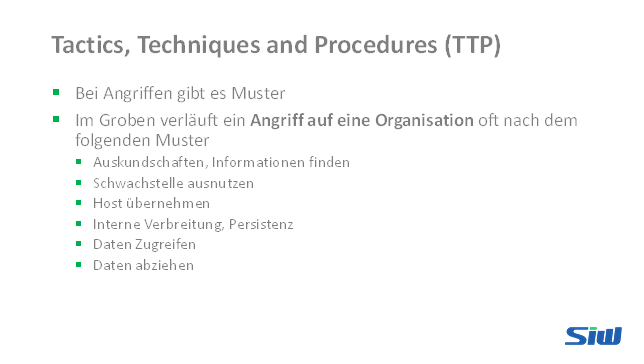 Tactics, Techniques and Procedures (TTP)
Bei Angriffen gibt es Muster
Im Groben verläuft ein Angriff auf eine Organisation oft nach dem
folgenden Muster
Auskundschaften, Informationen finden
Schwachstelle ausnutzen
Host übernehmen
Interne Verbreitung, Persistenz
Daten Zugreifen
Daten abziehen
Siw